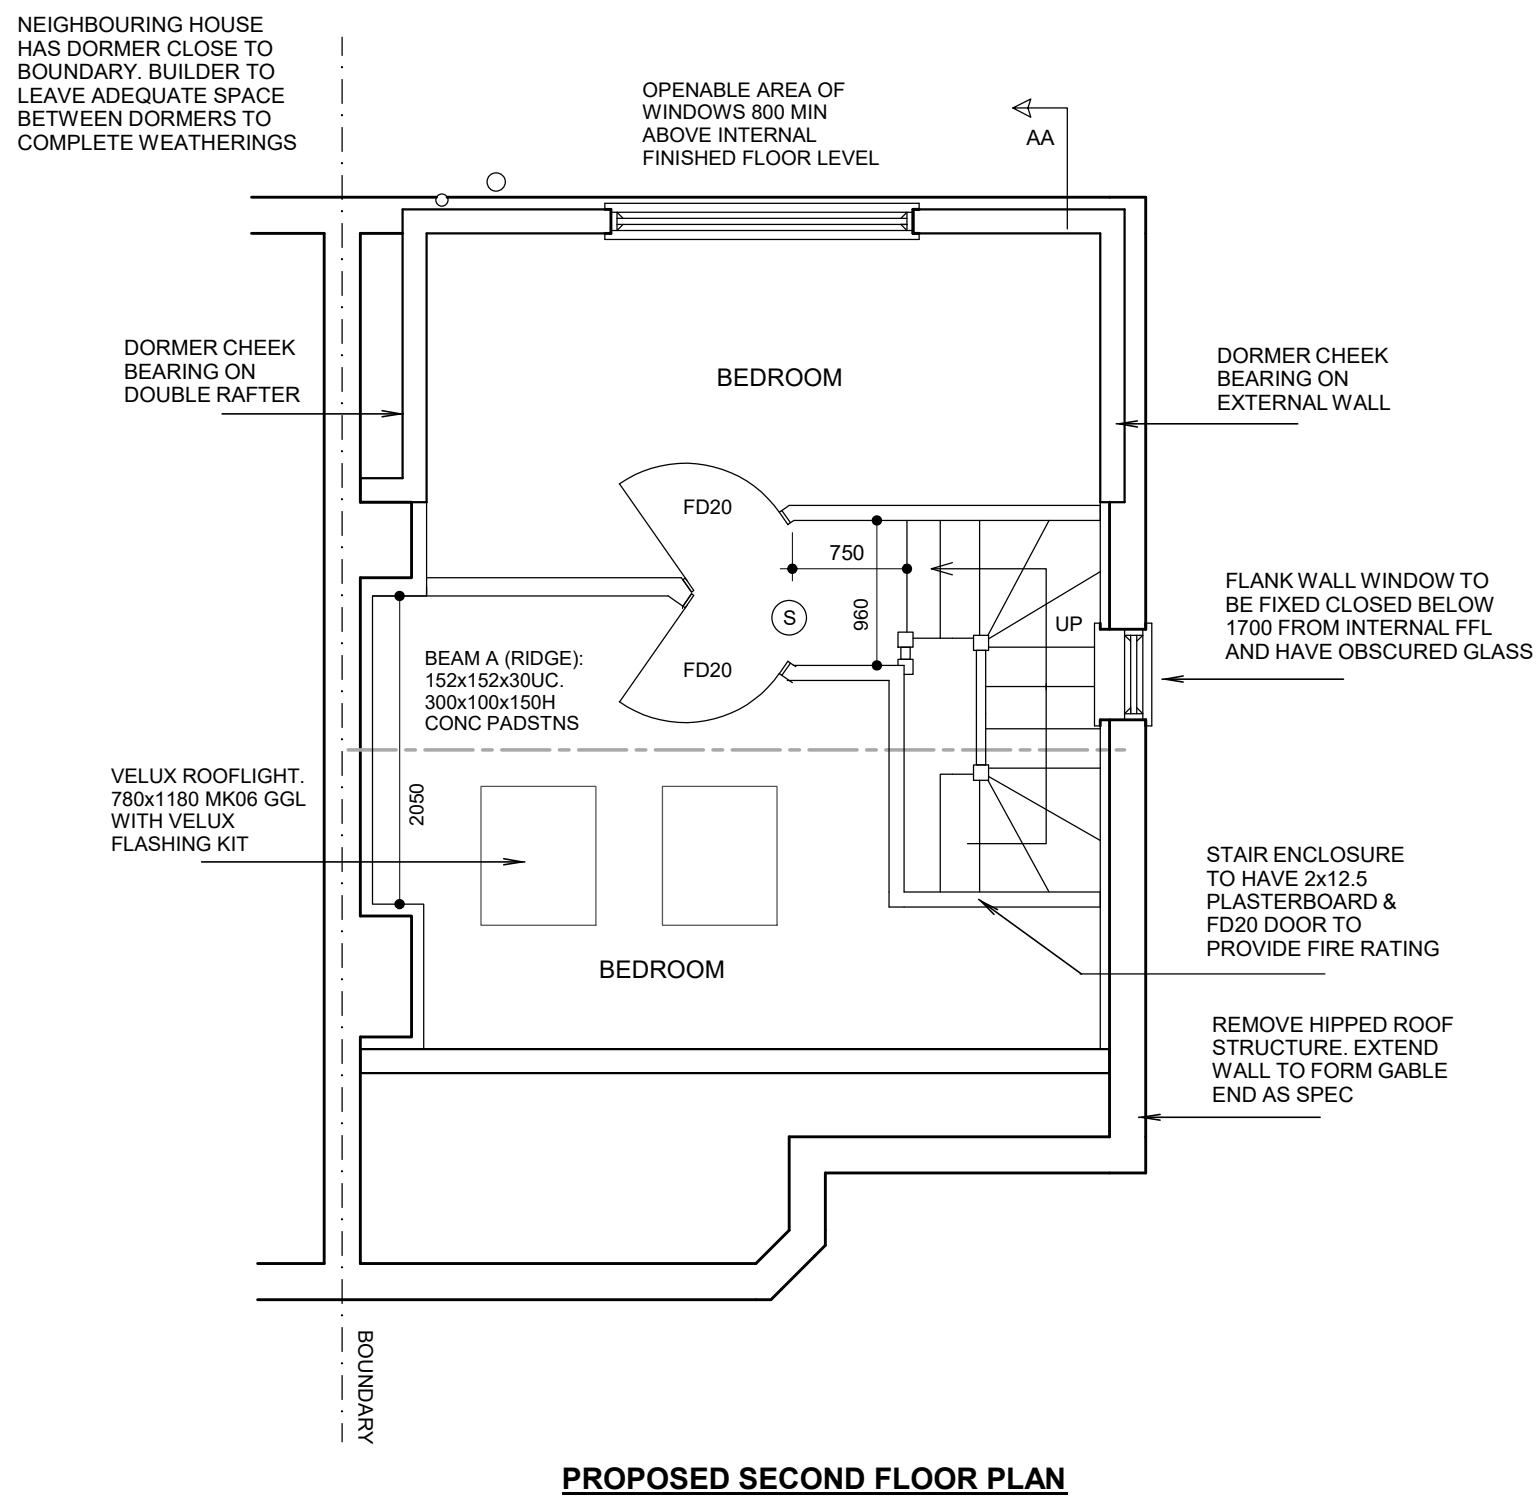 NEIGHBOURING HOUSE
HAS DORMER CLOSE TO
BOUNDARY. BUILDER TO
LEAVE ADEQUATE SPACE
BETWEEN DORMERS TO
COMPLETE WEATHERINGS
OPENABLE AREA OF
WINDOWS 800 MIN
ABOVE INTERNAL
FINISHED FLOOR LEVEL
AA
DORMER CHEEK
BEARING ON
DOUBLE RAFTER
BEDROOM
DORMER CHEEK
BEARING ON
EXTERNAL WALL
FD20
750
960
S
UP
FLANK WALL WINDOW TO
BE FIXED CLOSED BELOW
1700 FROM INTERNAL FFL
AND HAVE OBSCURED GLASS
BEAM A (RIDGE):
152x152x30UC.
300x100x150H
CONC PADSTNS
FD20
VELUX ROOFLIGHT.
780x1180 MK06 GGL
WITH VELUX
FLASHING KIT
2050
STAIR ENCLOSURE
TO HAVE 2x12.5
PLASTERBOARD &
FD20 DOOR TO
PROVIDE FIRE RATING
BEDROOM
REMOVE HIPPED ROOF
STRUCTURE. EXTEND
WALL TO FORM GABLE
END AS SPEC
BOUNDARY
PROPOSED SECOND FLOOR PLAN